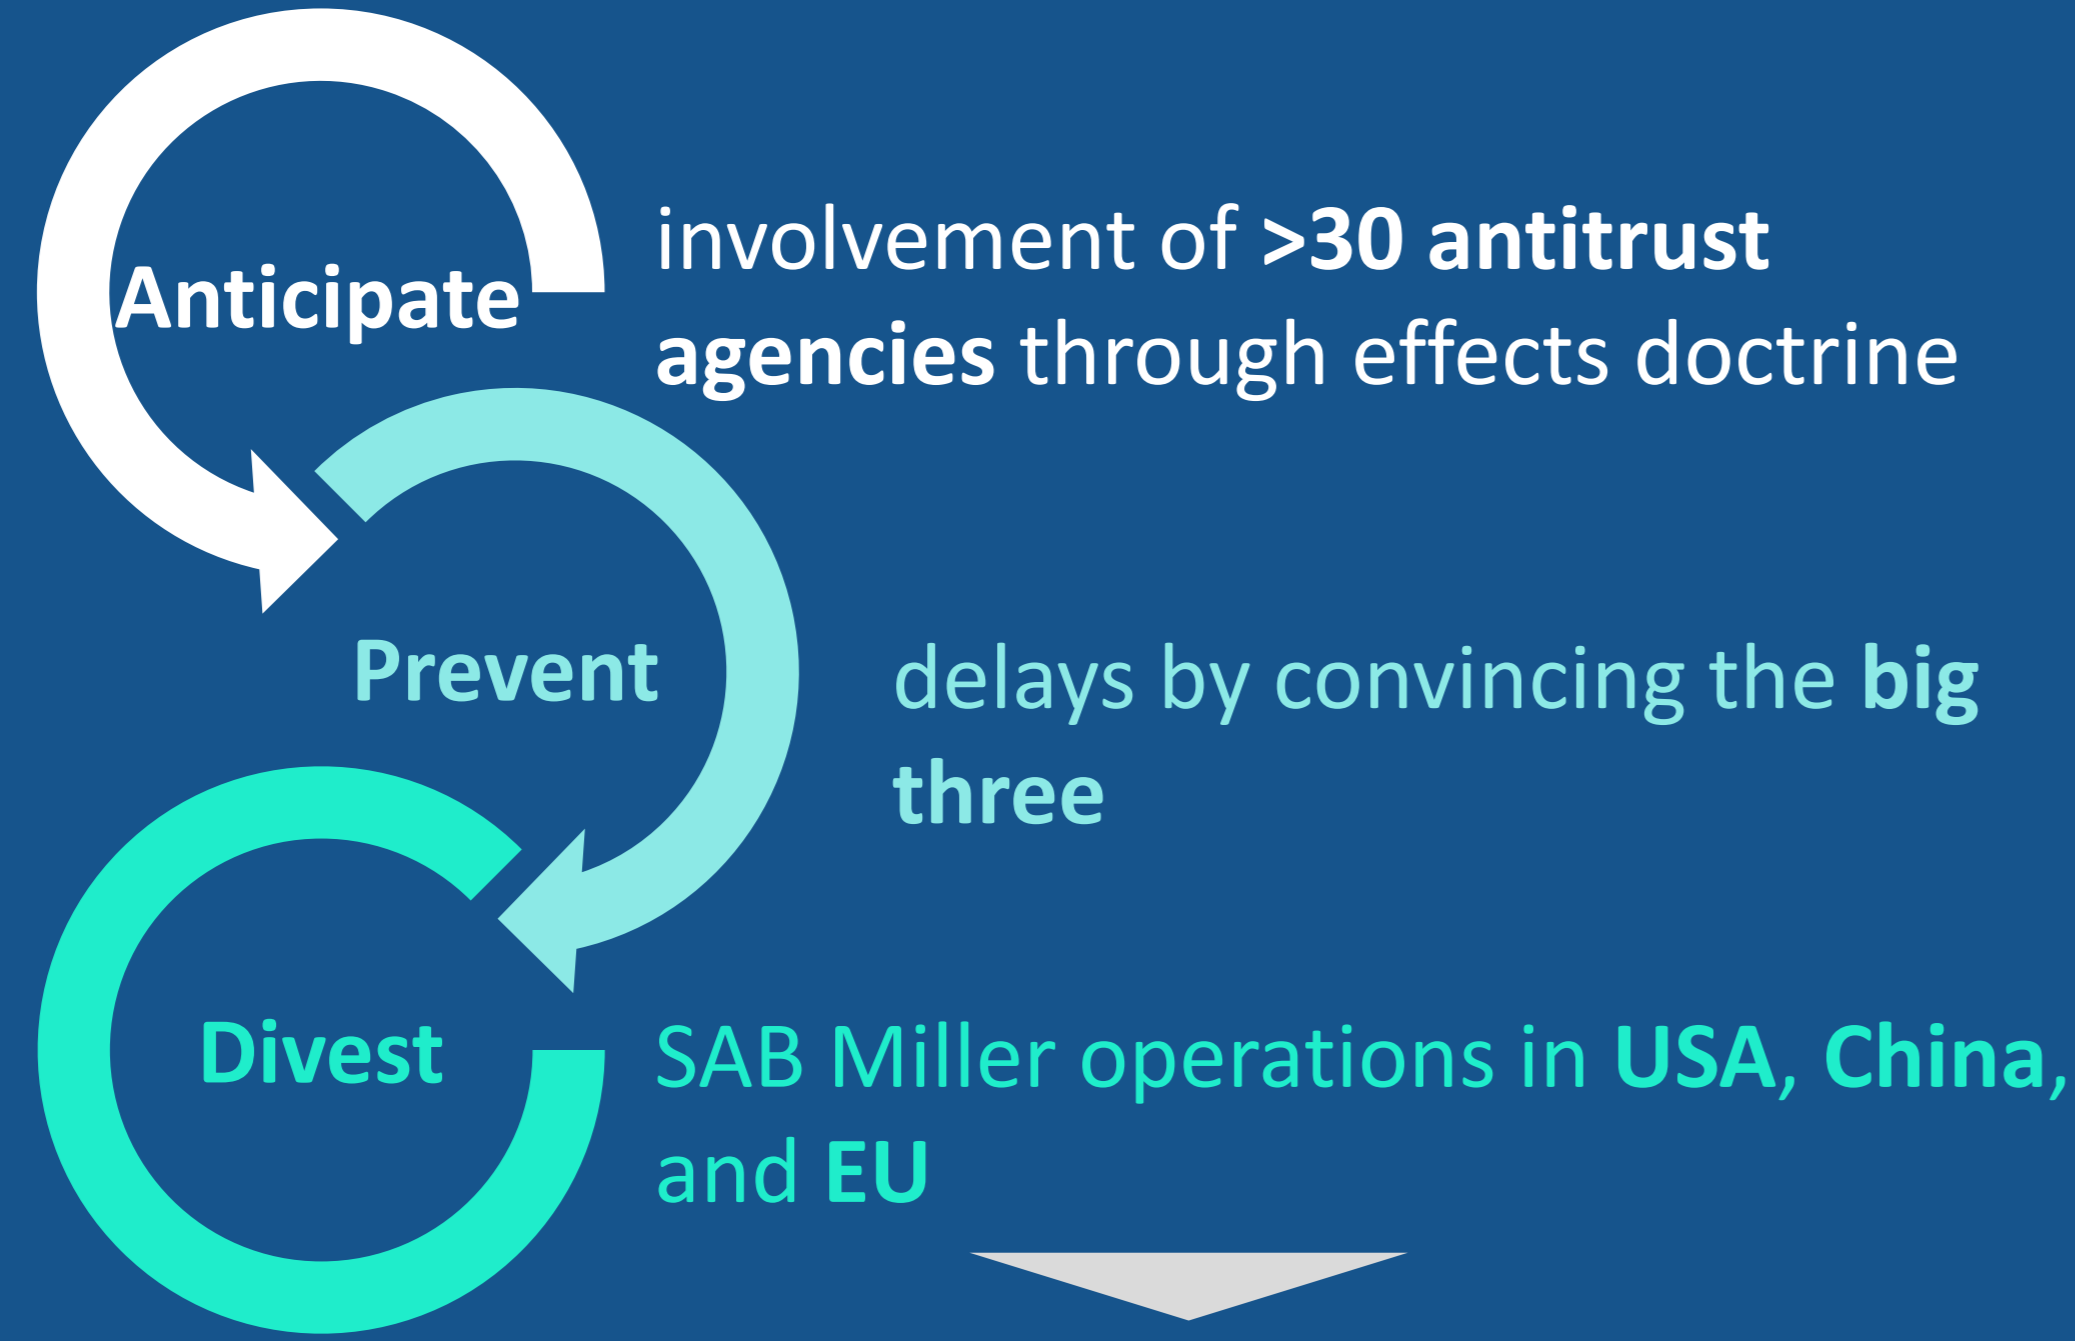 Anticipate
involvement of >30 antitrust
agencies through effects doctrine
Prevent
delays by convincing the big
three
Divest
SAB Miller operations in USA, China,
and EU